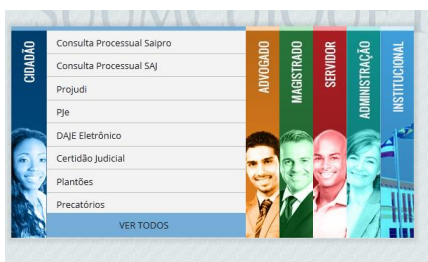 CIDADÃO
Consulta Processual Saipro
Consulta Processual SAJ
Projudi
PJe
DAJE Eletrônico
Certidão Judicial
Plantões
Precatórios
VER TODOS
ADVOGADO
MAGISTRADO
SERVIDOR
ADMINISTRAÇÃO
INSTITUCIONAL